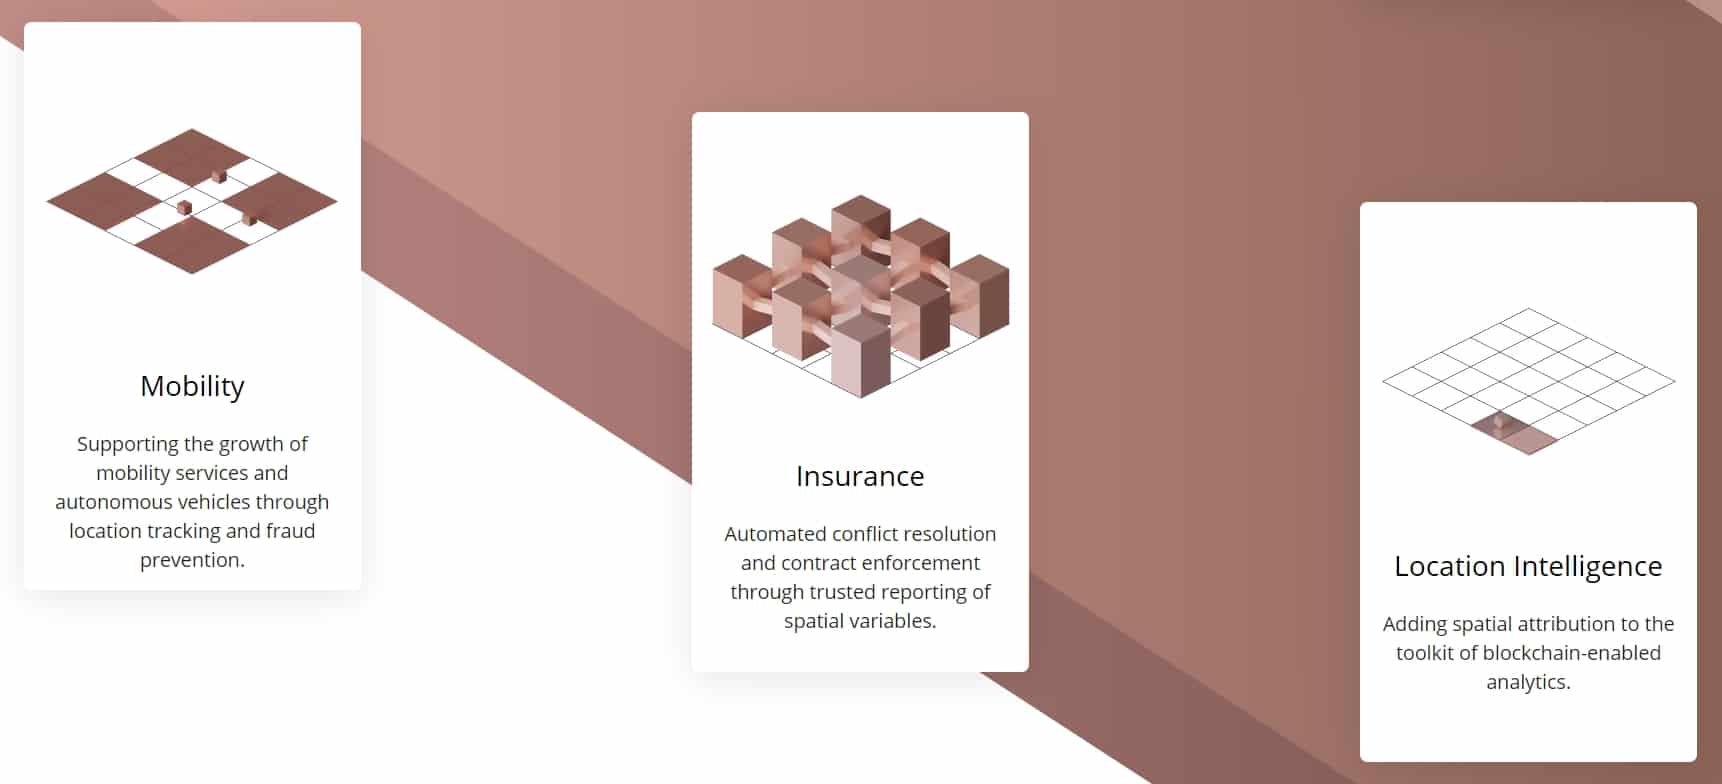 Mobility
Supporting the growth of
mobility services and
autonomous vehicles through
location tracking and fraud
prevention.
Insurance
Automated conflict resolution
and contract enforcement
through trusted reporting of
spatial variables.
Location Intelligence
Adding spatial attribution to the
toolkit of blockchain-enabled
analytics.